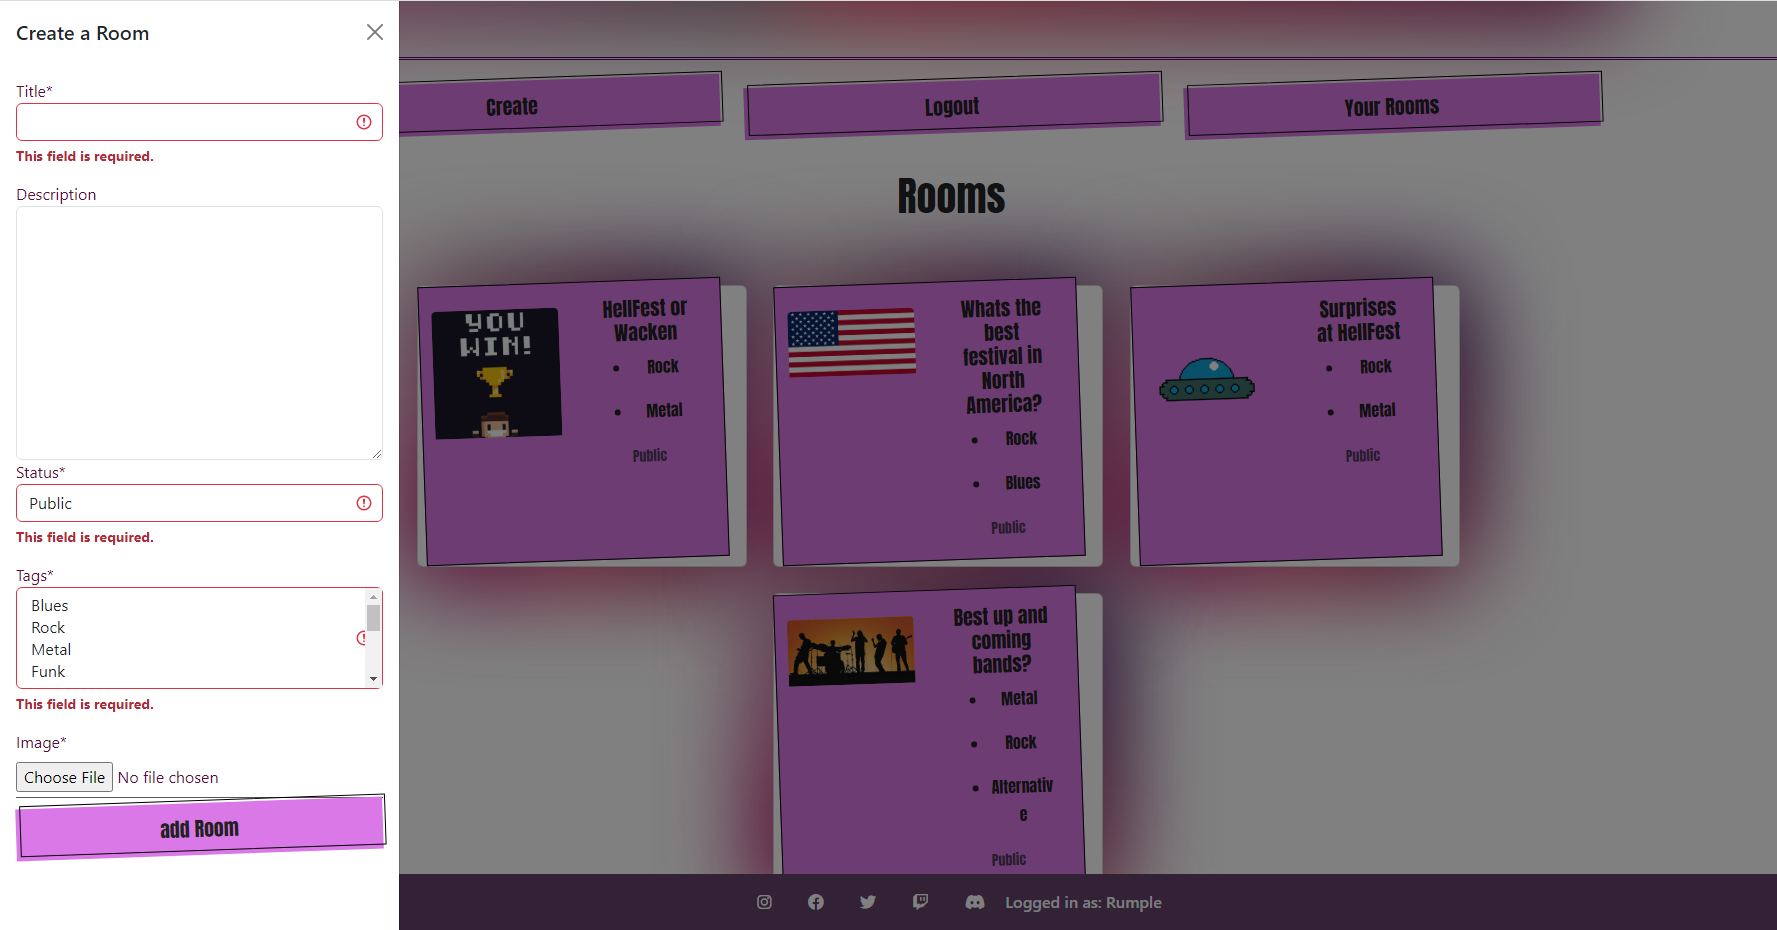 Create a Room
Title*
This field is required.
Description
Status*
Public
This field is required.
Tags*
Blues
Rock
Metal
Funk
This field is required.
Image*
Choose File No file chosen
add Room
Create
Logout
Your Rooms
Rooms
YOU
WIN!
HellFest or
Wacken
Rock
Metal
Public
Whats the
best
festival in
North
America?
Rock
Blues
Public
Surprises
at HellFest
Rock
Metal
Public
Best up and
coming
bands?
Metal
Rock
Alternativ
e
Public
Logged in as: Rumple